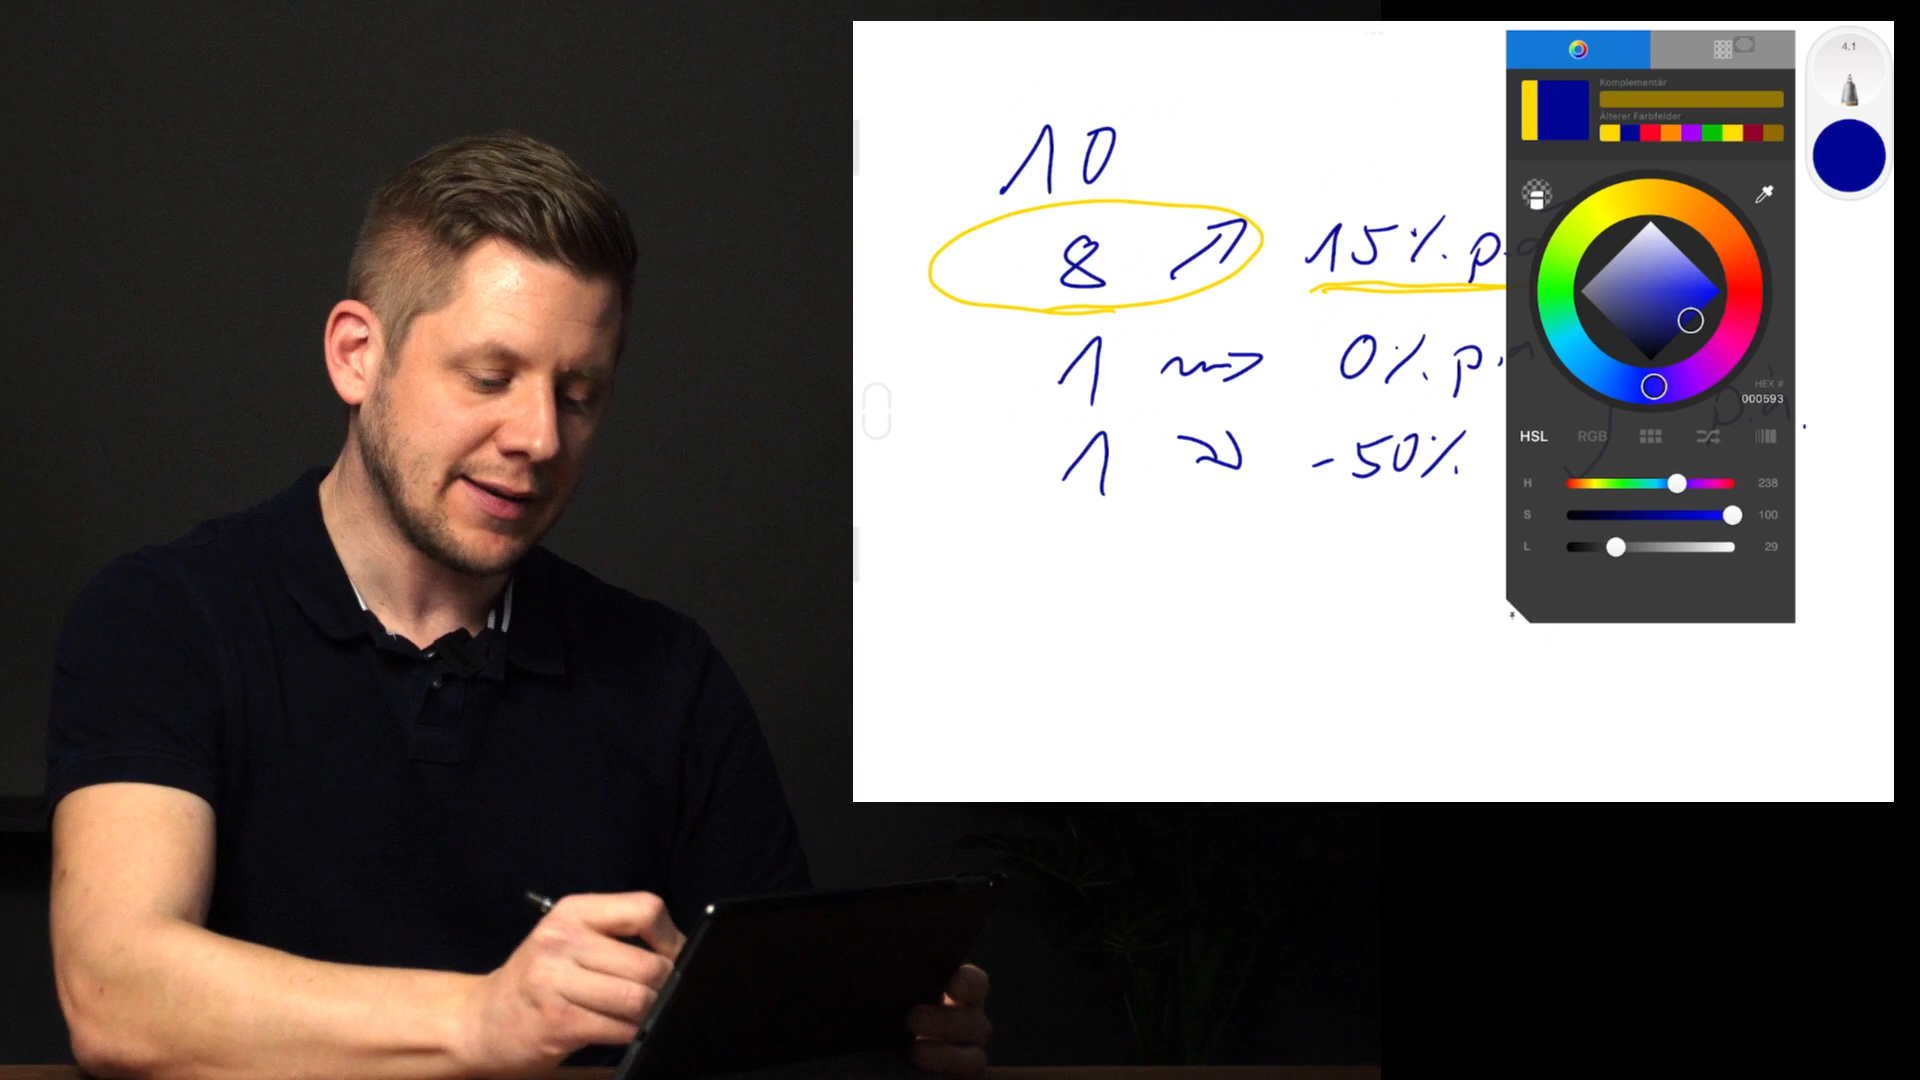 10
8 ↗ 15% p.a
1 ⟿ 0% p.a
1 ↘ -50%
p.a.
4.1
Komplementär
Älterer Farbfelder
HEX #
000593
HSL RGB
H 238
S 100
L 29